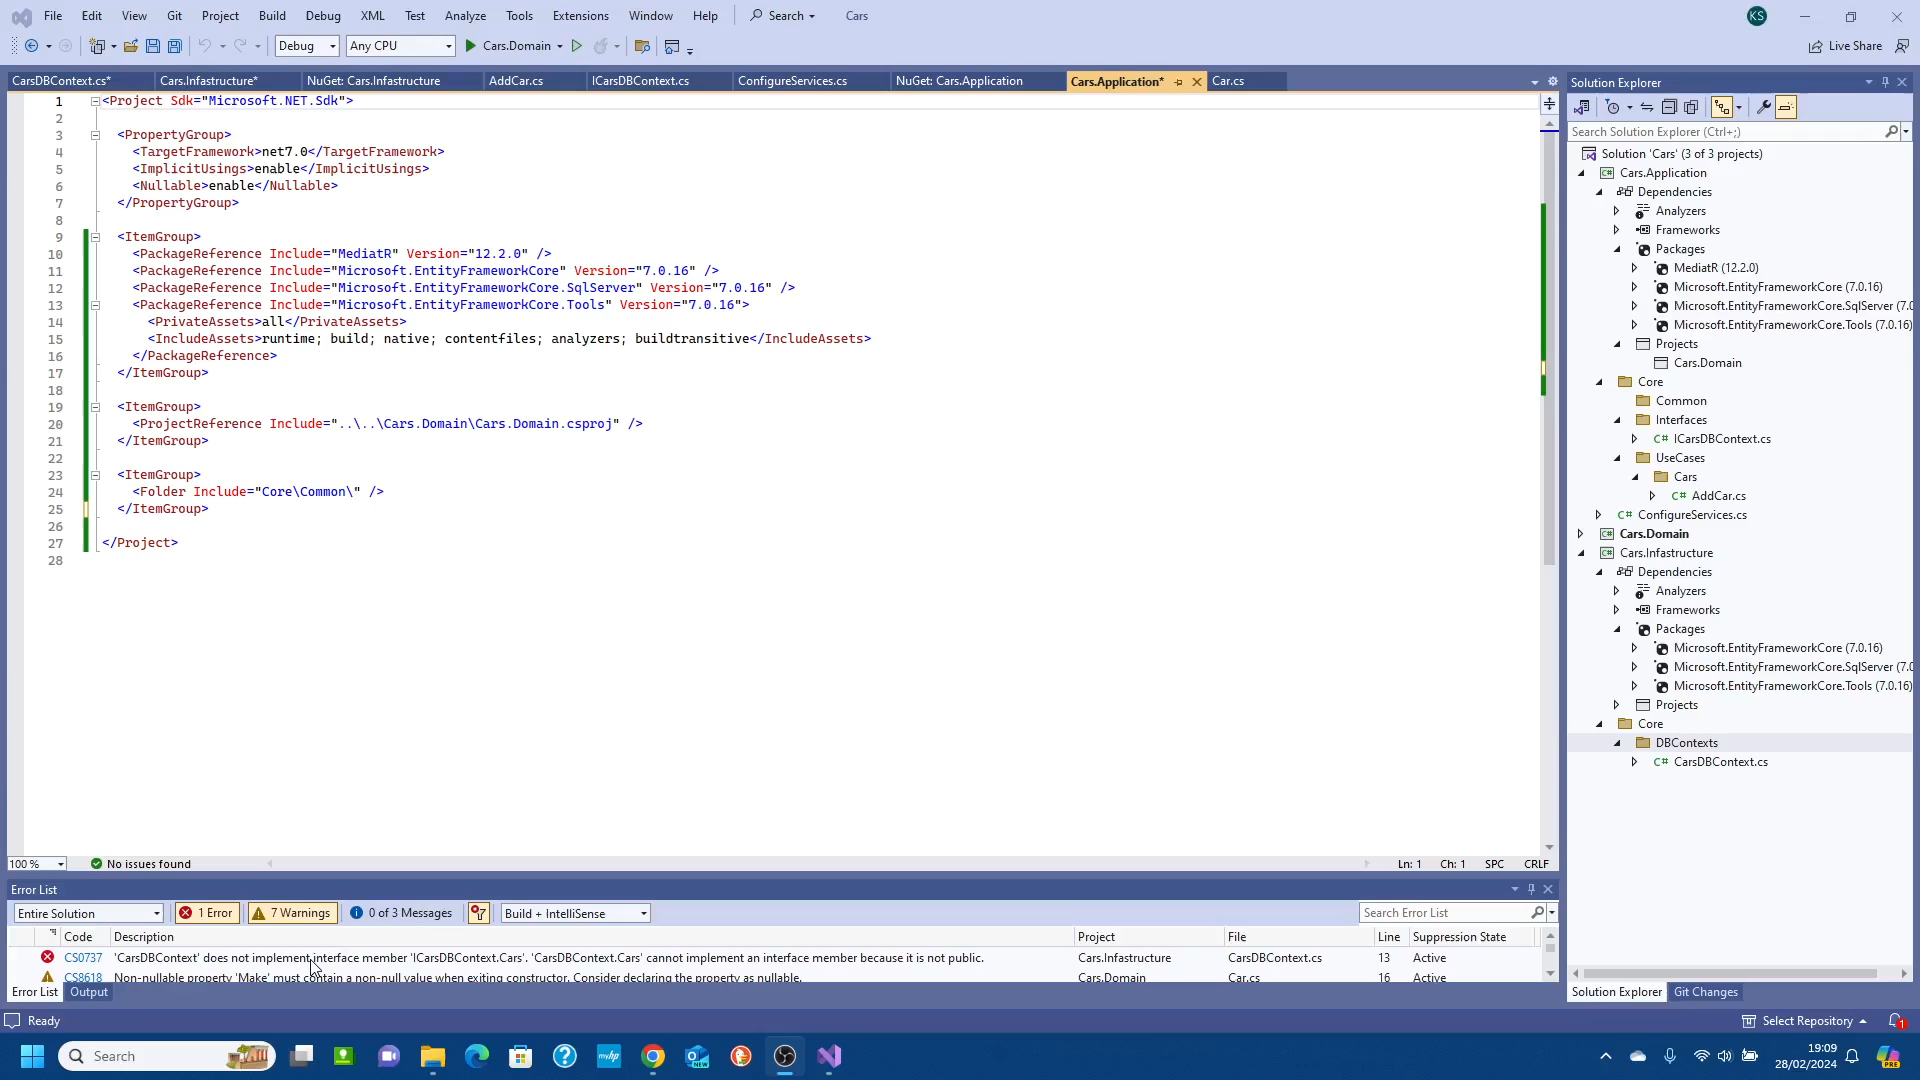 File Edit View Git Project Build Debug XML Test Analyze Tools Extensions Window Help Search Cars KS
Debug Any CPU Cars.Domain Live Share
CarsDBContext.cs* Cars.Infastructure* NuGet: Cars.Infastructure AddCar.cs ICarsDBContext.cs ConfigureServices.cs NuGet: Cars.Application Cars.Application* Car.cs
1 <Project Sdk="Microsoft.NET.Sdk">
2
3 <PropertyGroup>
4 <TargetFramework>net7.0</TargetFramework>
5 <ImplicitUsings>enable</ImplicitUsings>
6 <Nullable>enable</Nullable>
7 </PropertyGroup>
8
9 <ItemGroup>
10 <PackageReference Include="MediatR" Version="12.2.0" />
11 <PackageReference Include="Microsoft.EntityFrameworkCore" Version="7.0.16" />
12 <PackageReference Include="Microsoft.EntityFrameworkCore.SqlServer" Version="7.0.16" />
13 <PackageReference Include="Microsoft.EntityFrameworkCore.Tools" Version="7.0.16">
14 <PrivateAssets>all</PrivateAssets>
15 <IncludeAssets>runtime; build; native; contentfiles; analyzers; buildtransitive</IncludeAssets>
16 </PackageReference>
17 </ItemGroup>
18
19 <ItemGroup>
20 <ProjectReference Include="..\..\Cars.Domain\Cars.Domain.csproj" />
21 </ItemGroup>
22
23 <ItemGroup>
24 <Folder Include="Core\Common\" />
25 </ItemGroup>
26
27 </Project>
28
100 % No issues found Ln: 1 Ch: 1 SPC CRLF
Error List
Entire Solution 1 Error 7 Warnings 0 of 3 Messages Build + IntelliSense Search Error List
Code Description Project File Line Suppression State
CS0737 'CarsDBContext' does not implement interface member 'ICarsDBContext.Cars'. 'CarsDBContext.Cars' cannot implement an interface member because it is not public. Cars.Infastructure CarsDBContext.cs 13 Active
CS8618 Non-nullable property 'Make' must contain a non-null value when exiting constructor. Consider declaring the property as nullable. Cars.Domain Car.cs 16 Active
Error List Output
Solution Explorer
Search Solution Explorer (Ctrl+;)
Solution 'Cars' (3 of 3 projects)
Cars.Application
Dependencies
Analyzers
Frameworks
Packages
MediatR (12.2.0)
Microsoft.EntityFrameworkCore (7.0.16)
Microsoft.EntityFrameworkCore.SqlServer (7.0
Microsoft.EntityFrameworkCore.Tools (7.0.16)
Projects
Cars.Domain
Core
Common
Interfaces
C# ICarsDBContext.cs
UseCases
Cars
C# AddCar.cs
C# ConfigureServices.cs
Cars.Domain
Cars.Infastructure
Dependencies
Analyzers
Frameworks
Packages
Microsoft.EntityFrameworkCore (7.0.16)
Microsoft.EntityFrameworkCore.SqlServer (7.0
Microsoft.EntityFrameworkCore.Tools (7.0.16)
Projects
Core
DBContexts
C# CarsDBContext.cs
Solution Explorer Git Changes
Ready Select Repository 1
Search myhp NEW 19:09
28/02/2024 PRE